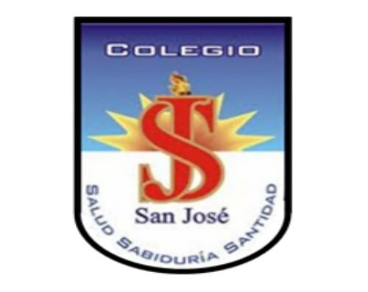 COLEGIO
SJ
San José
SALUD SABIDURÍA SANTIDAD